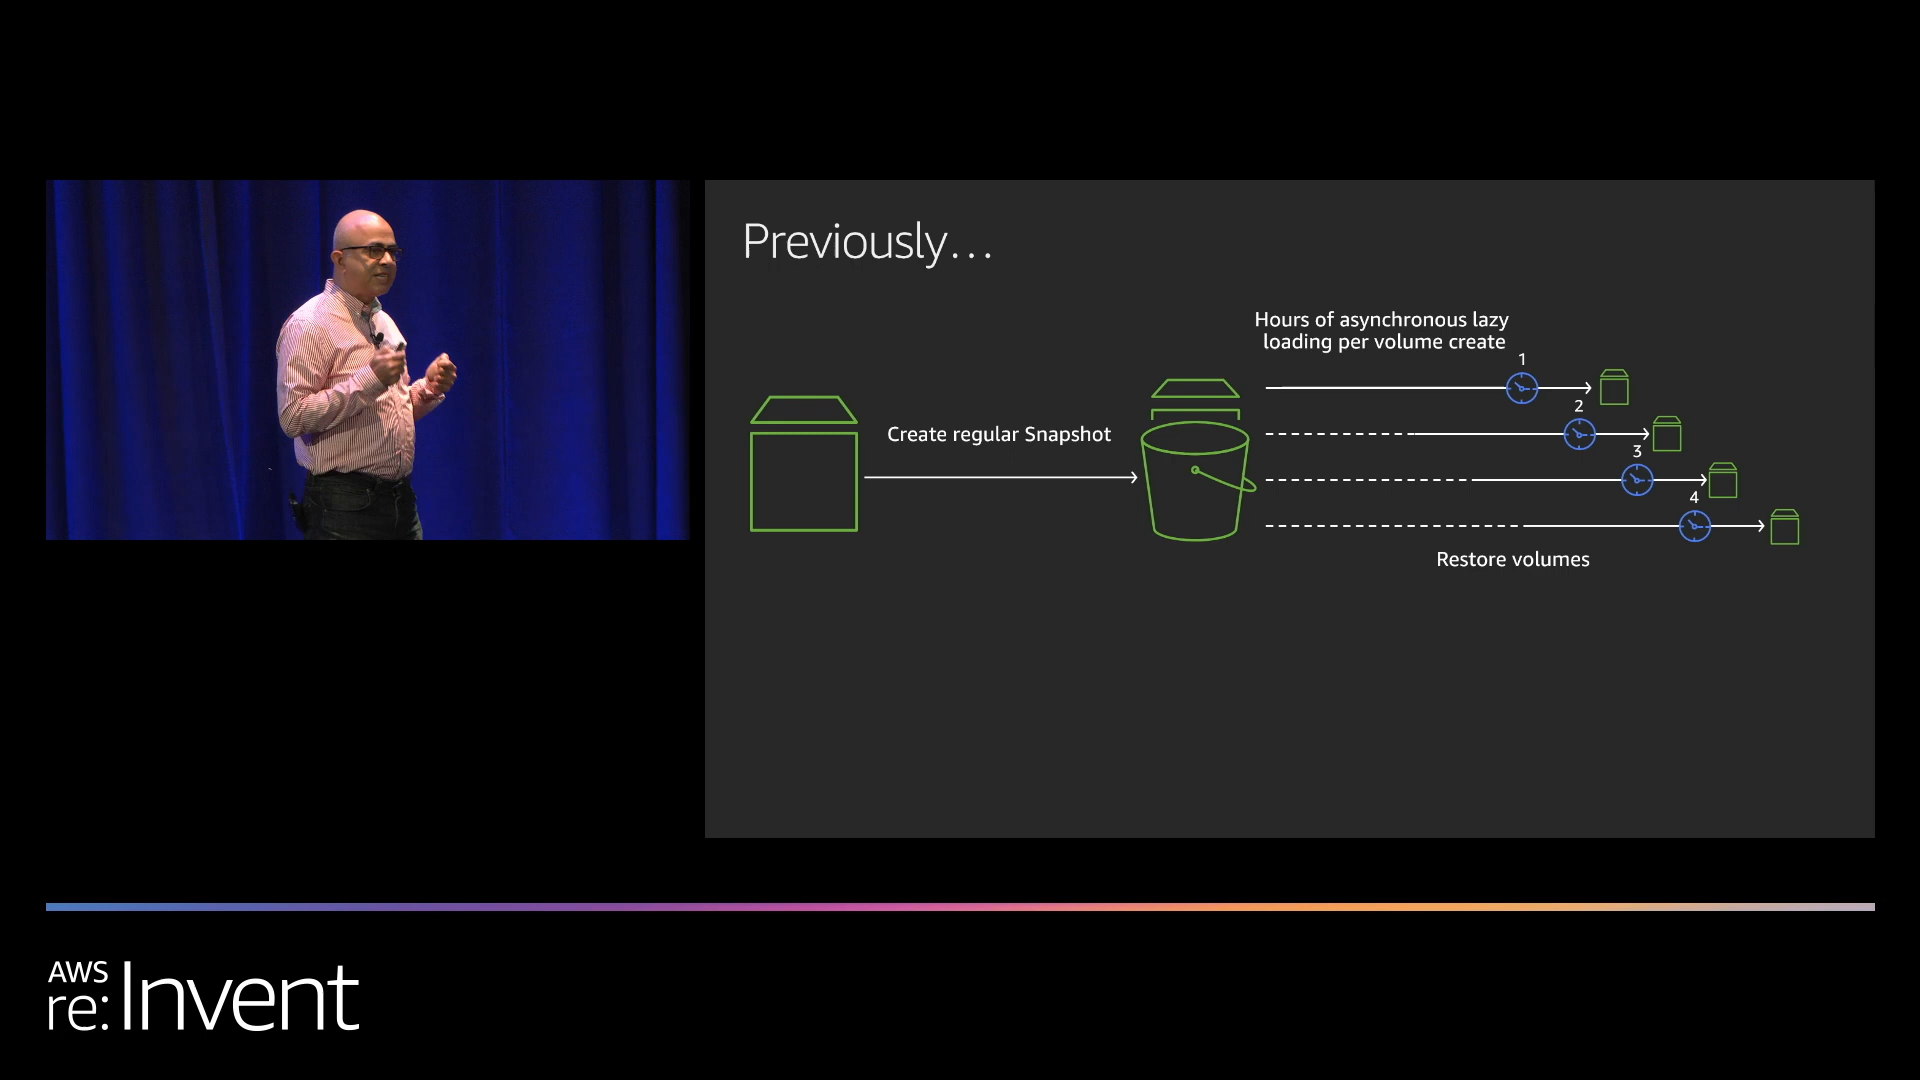 Previously...
Hours of asynchronous lazy
loading per volume create
1
2
Create regular Snapshot
3
4
Restore volumes
AWS
re:Invent